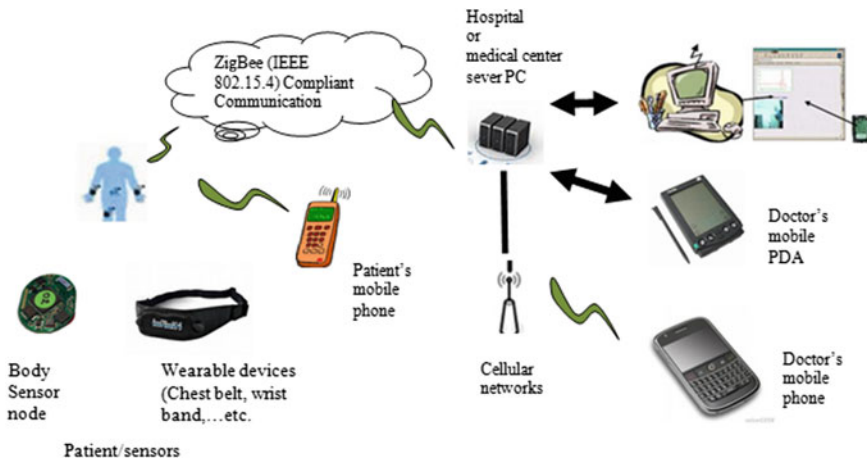 ZigBee (IEEE
802.15.4) Compliant
Communication
Hospital
or
medical center
sever PC
Patient's
mobile
phone
Doctor's
mobile
PDA
Body
Sensor
node
Wearable devices
(Chest belt, wrist
band,...etc.
Cellular
networks
Doctor's
mobile
phone
Patient/sensors